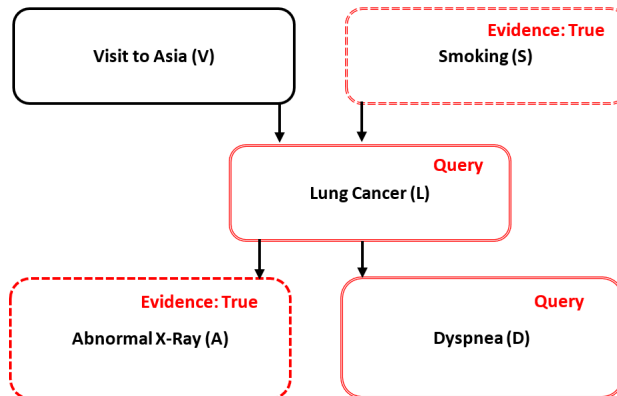 Evidence: True
Visit to Asia (V)
Smoking (S)
Query
Lung Cancer (L)
Evidence: True
Query
Abnormal X-Ray (A)
Dyspnea (D)